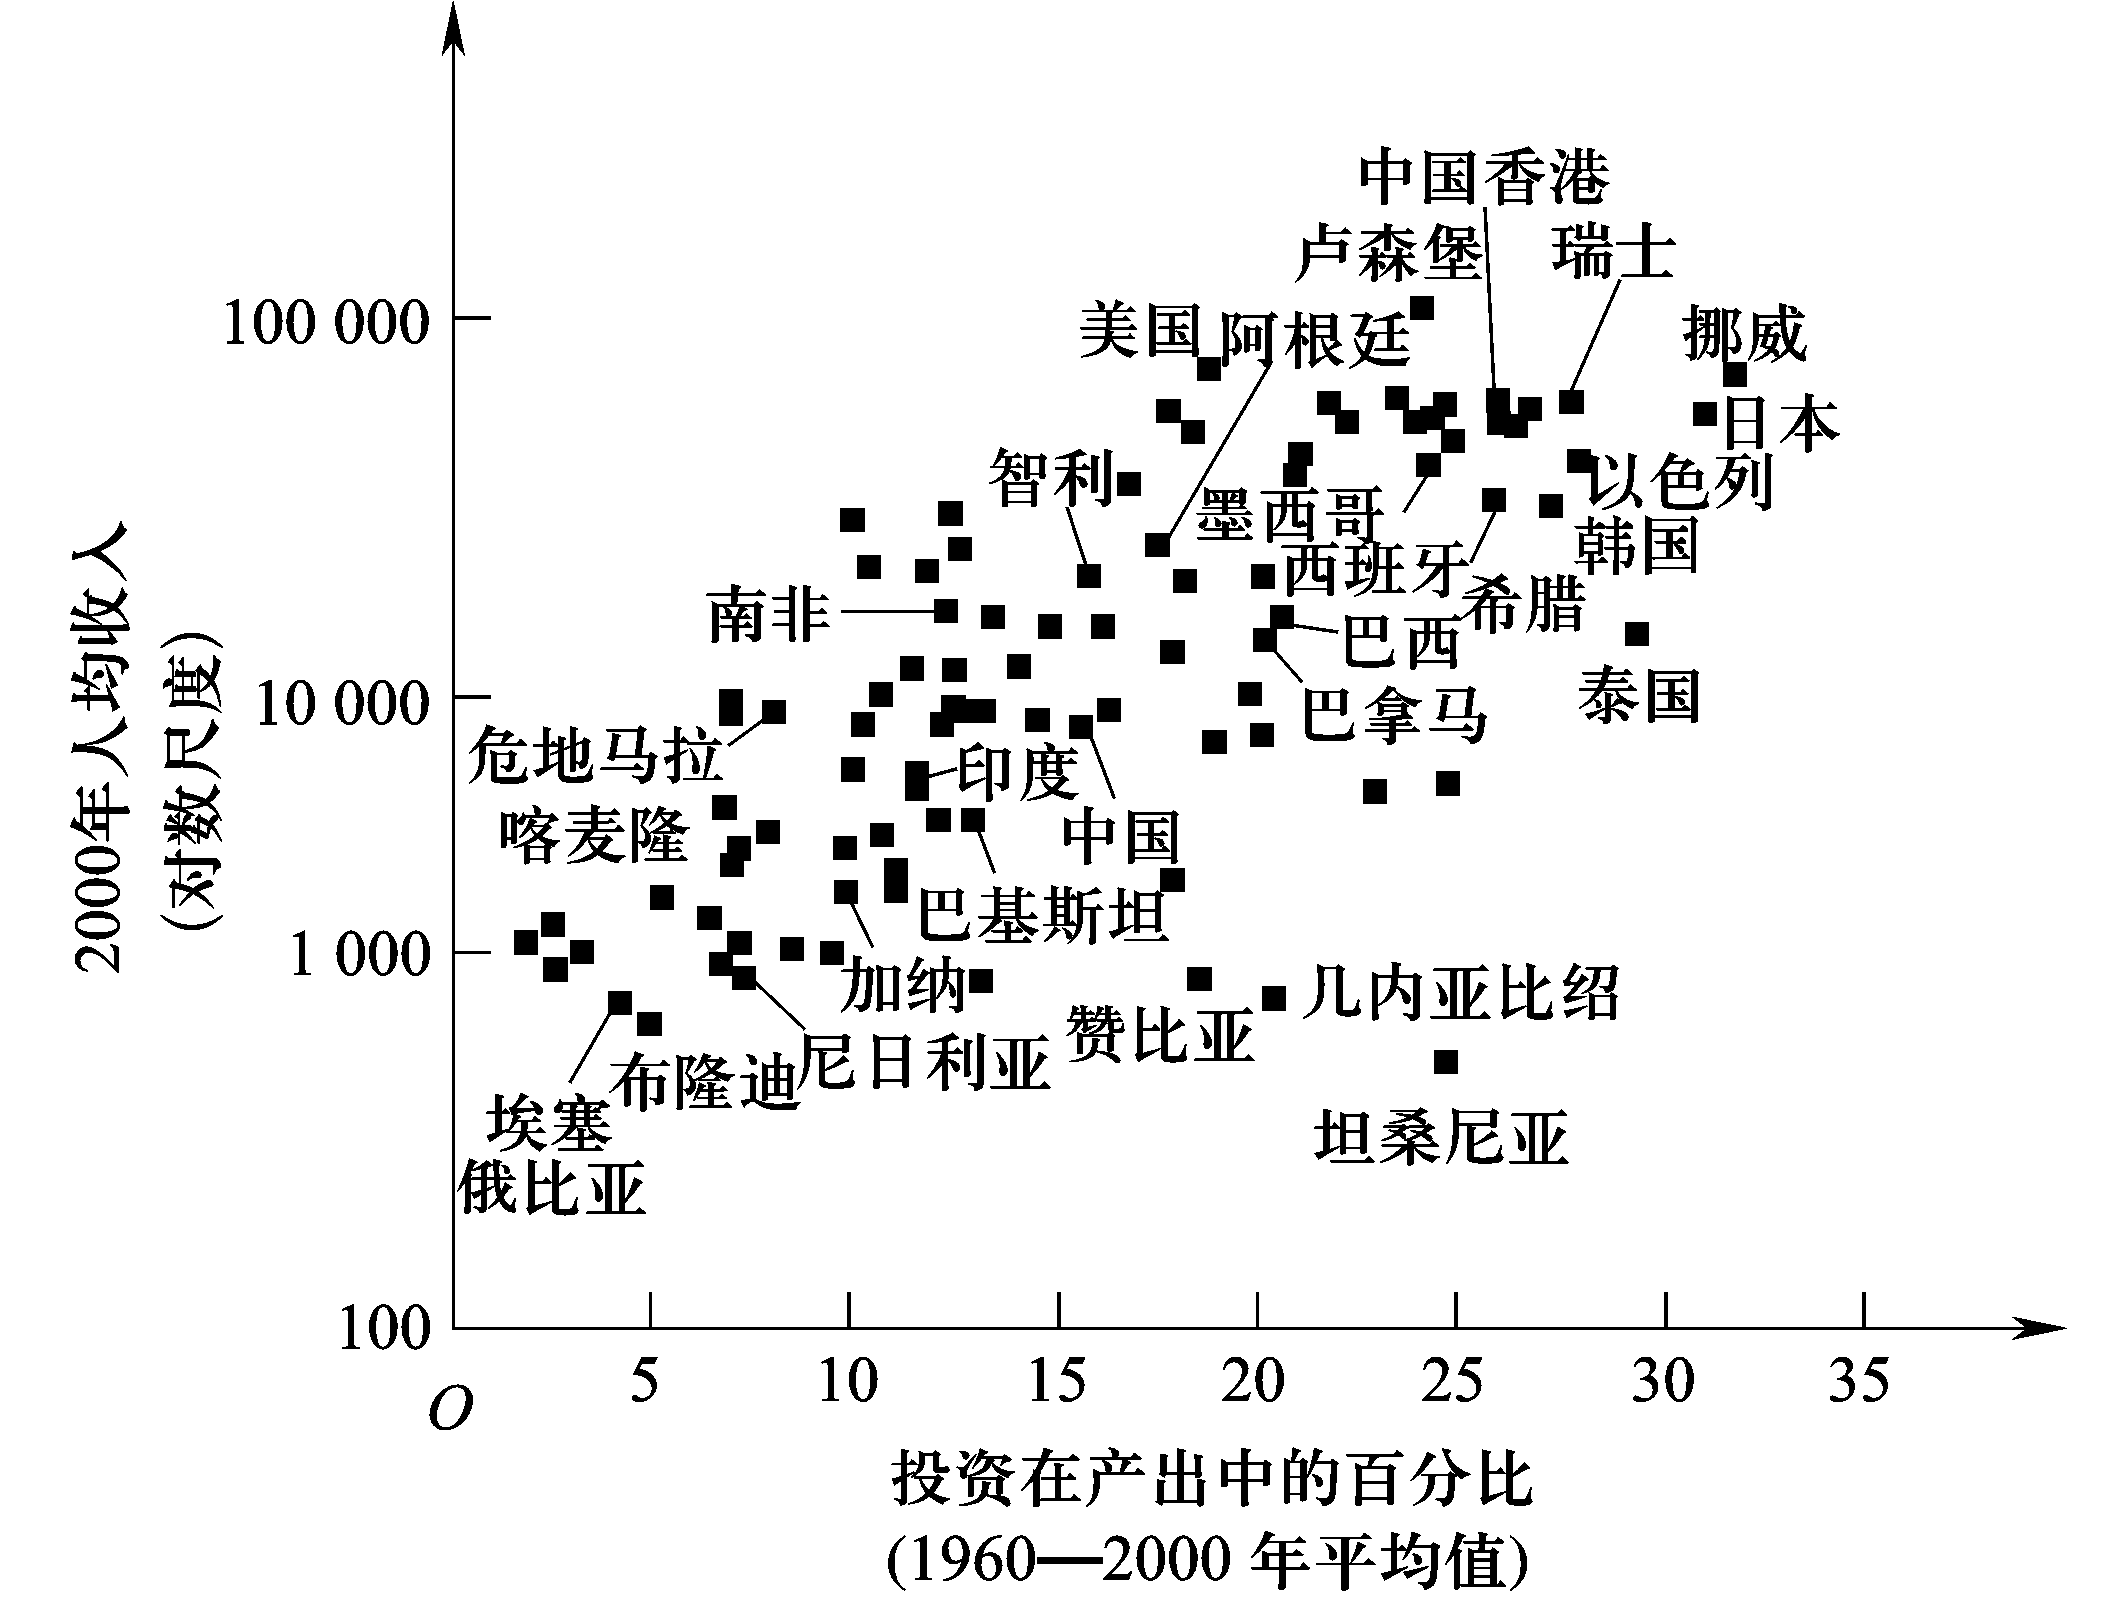 中国香港
卢森堡
瑞士
美国
阿根廷
挪威
100 000
日本
智利
以色列
墨西哥
韩国
西班牙
希腊
南非
巴西
泰国
10 000
巴拿马
危地马拉
印度
喀麦隆
中国
巴基斯坦
1 000
加纳
几内亚比绍
赞比亚
尼日利亚
布隆迪
埃塞
俄比亚
坦桑尼亚
100
2000年人均收入
(对数尺度)
O
5
10
15
20
25
30
35
投资在产出中的百分比
(1960—2000 年平均值)